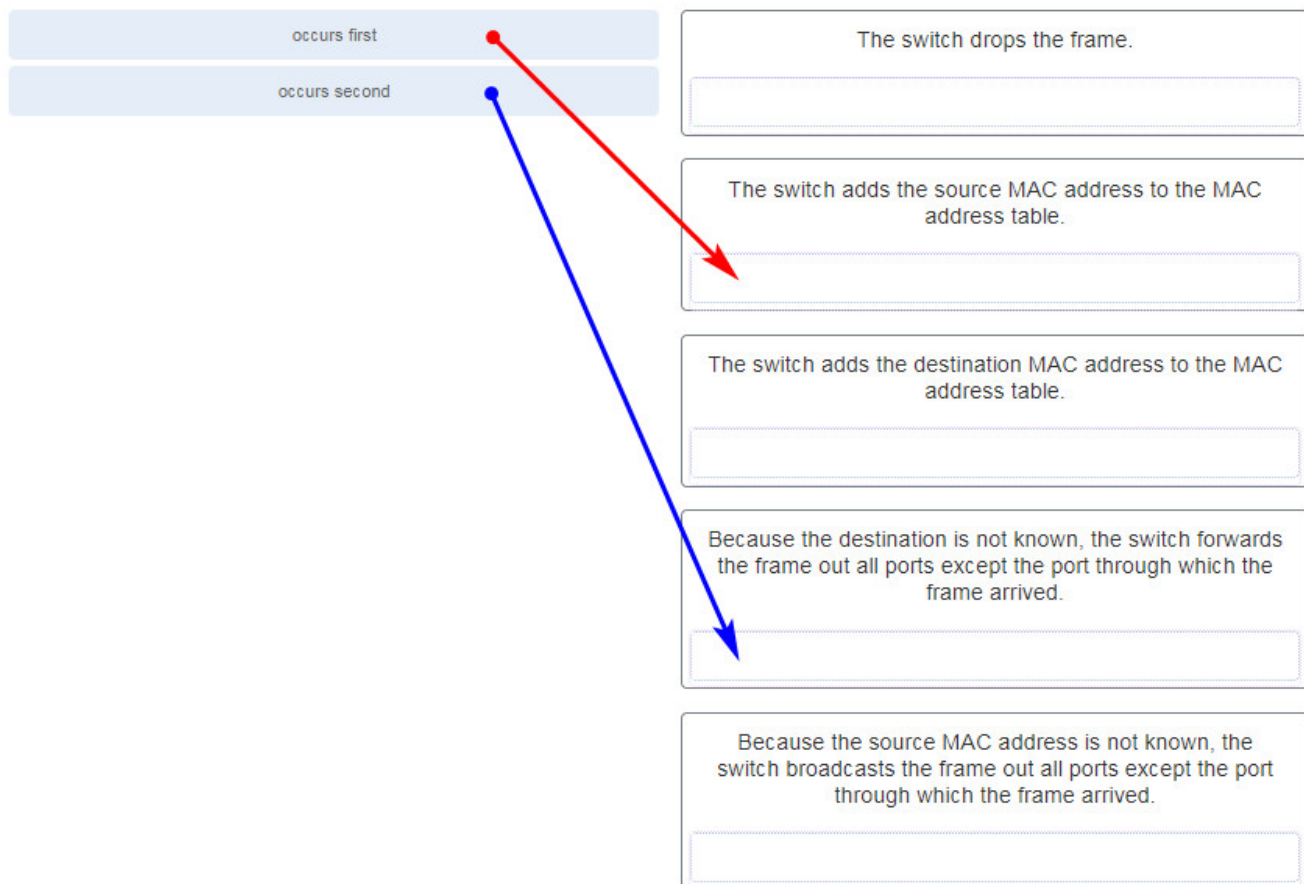 occurs first
occurs second
The switch drops the frame.
The switch adds the source MAC address to the MAC
address table.
The switch adds the destination MAC address to the MAC
address table.
Because the destination is not known, the switch forwards
the frame out all ports except the port through which the
frame arrived.
Because the source MAC address is not known, the
switch broadcasts the frame out all ports except the port
through which the frame arrived.